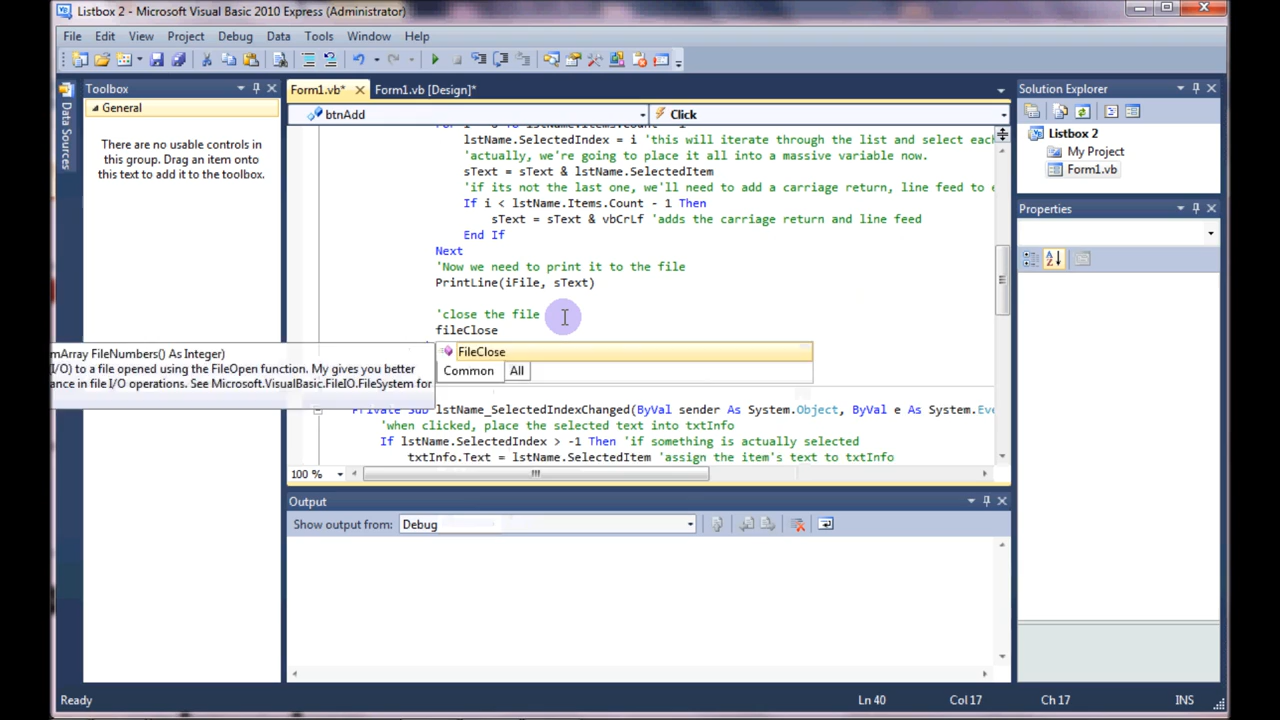 Listbox 2 - Microsoft Visual Basic 2010 Express (Administrator)
File Edit View Project Debug Data Tools Window Help
Data Sources
Toolbox
General
There are no usable controls in
this group. Drag an item onto
this text to add it to the toolbox.
Form1.vb*
Form1.vb [Design]*
btnAdd
Click
lstName.SelectedIndex = i 'this will iterate through the list and select eac
'actually, we're going to place it all into a massive variable now.
sText = sText & lstName.SelectedItem
'if its not the last one, we'll need to add a carriage return, line feed to e
If i < lstName.Items.Count - 1 Then
sText = sText & vbCrLf 'adds the carriage return and line feed
End If
Next
'Now we need to print it to the file
PrintLine(iFile, sText)
'close the file
fileClose
mArray FileNumbers() As Integer)
I/O) to a file opened using the FileOpen function. My gives you better
ance in file I/O operations. See Microsoft.VisualBasic.FileIO.FileSystem for
FileClose
Common All
Private Sub lstName_SelectedIndexChanged(ByVal sender As System.Object, ByVal e As System.Eve
'when clicked, place the selected text into txtInfo
If lstName.SelectedIndex > -1 Then 'if something is actually selected
txtInfo.Text = lstName.SelectedItem 'assign the item's text to txtInfo
100 %
Output
Show output from: Debug
Solution Explorer
Listbox 2
My Project
Form1.vb
Properties
Ready
Ln 40 Col 17 Ch 17 INS